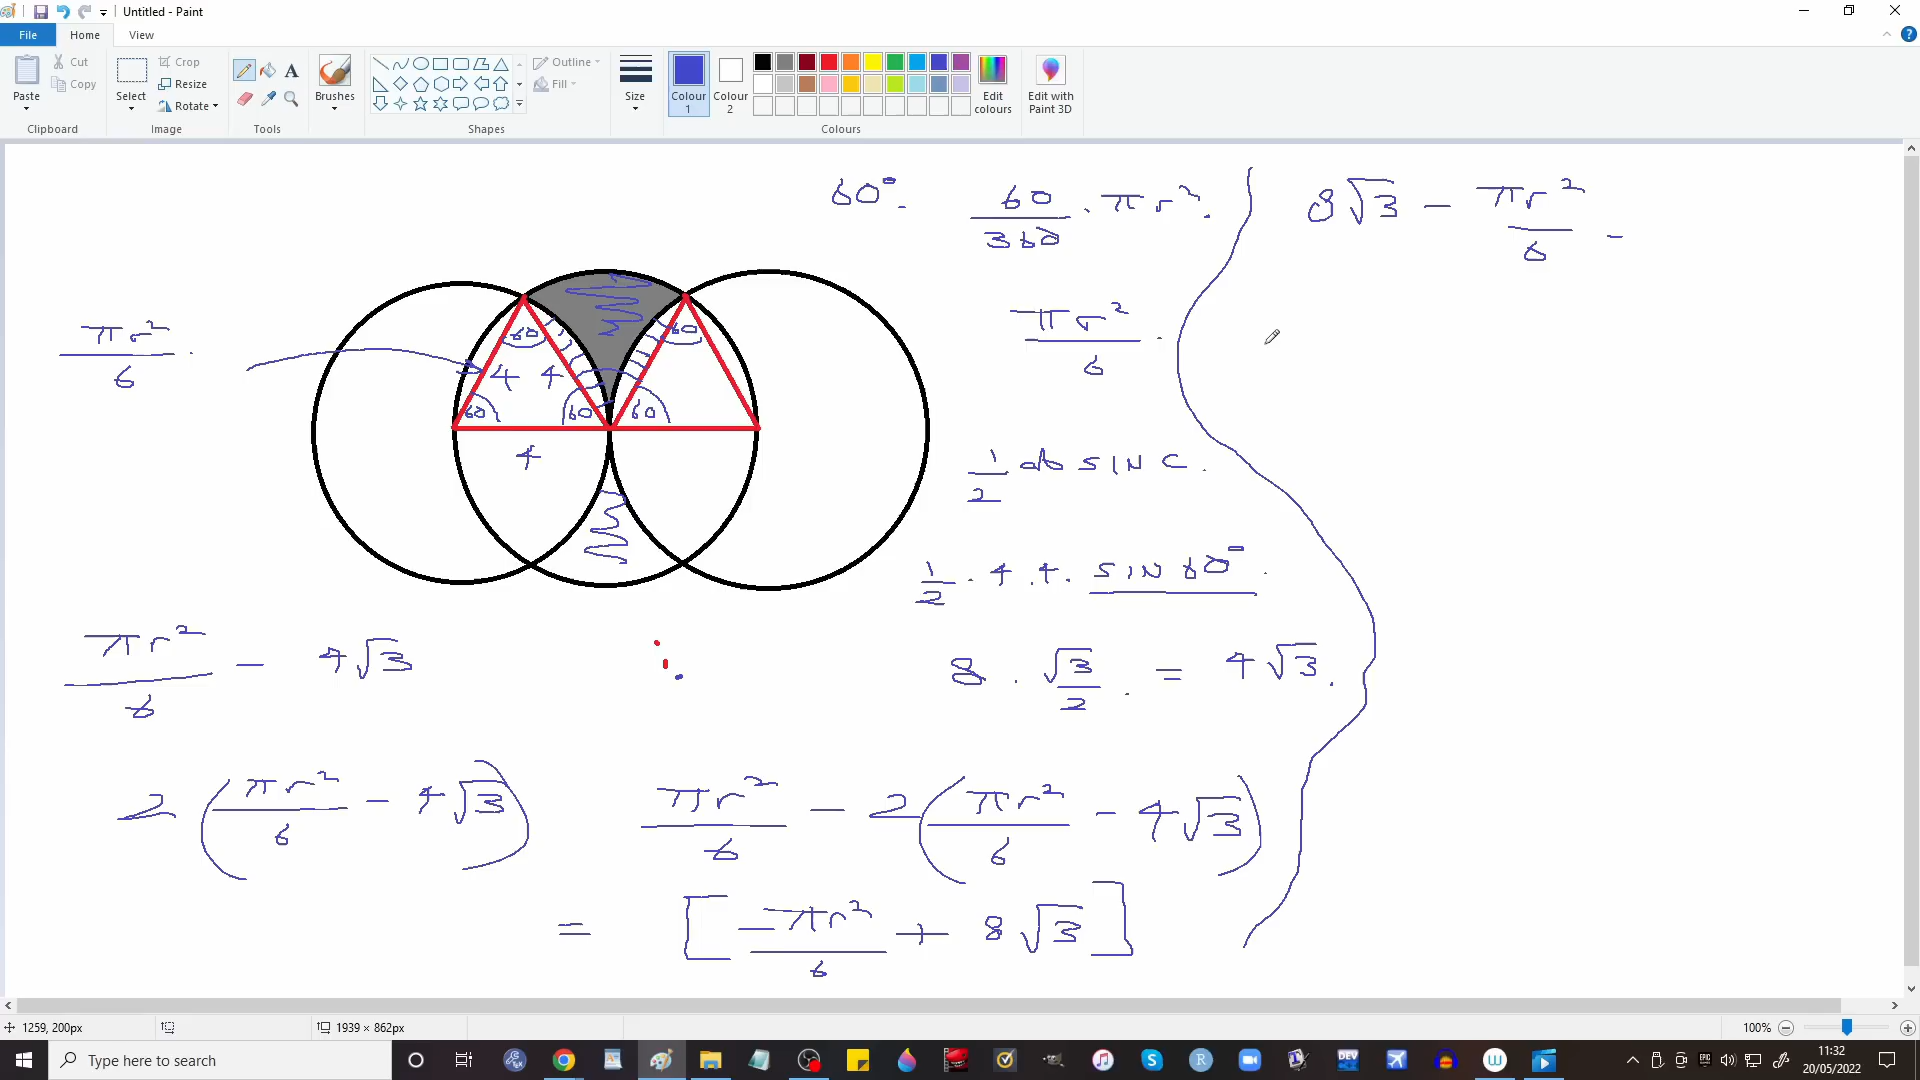 Untitled - Paint
File Home View
Paste Cut Copy
Clipboard
Select Crop Resize Rotate
Image
Tools
Brushes
Outline Fill
Shapes
Size
Colour 1 Colour 2 Edit colours
Colours
Edit with Paint 3D
60°. 60/360 . πr².
8√3 - πr²/6 -
πr²/6 .
πr²/6 .
60 60
4 4
60 60 60
4
1/2 ab SIN C .
1/2 . 4 . 4 . SIN 60° .
πr²/6 - 4√3
8 . √3/2 . = 4√3 .
2(πr²/6 - 4√3)
πr²/6 - 2(πr²/6 - 4√3)
= [-πr²/6 + 8√3]
1259, 200px 1939 × 862px 100%
Type here to search
DEV
EPIC
11:32
20/05/2022